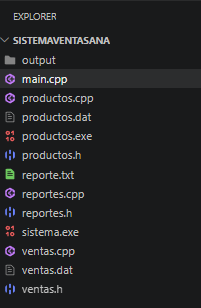 EXPLORER
SISTEMAVENTASANA
output
main.cpp
productos.cpp
productos.dat
productos.exe
productos.h
reporte.txt
reportes.cpp
reportes.h
sistema.exe
ventas.cpp
ventas.dat
ventas.h